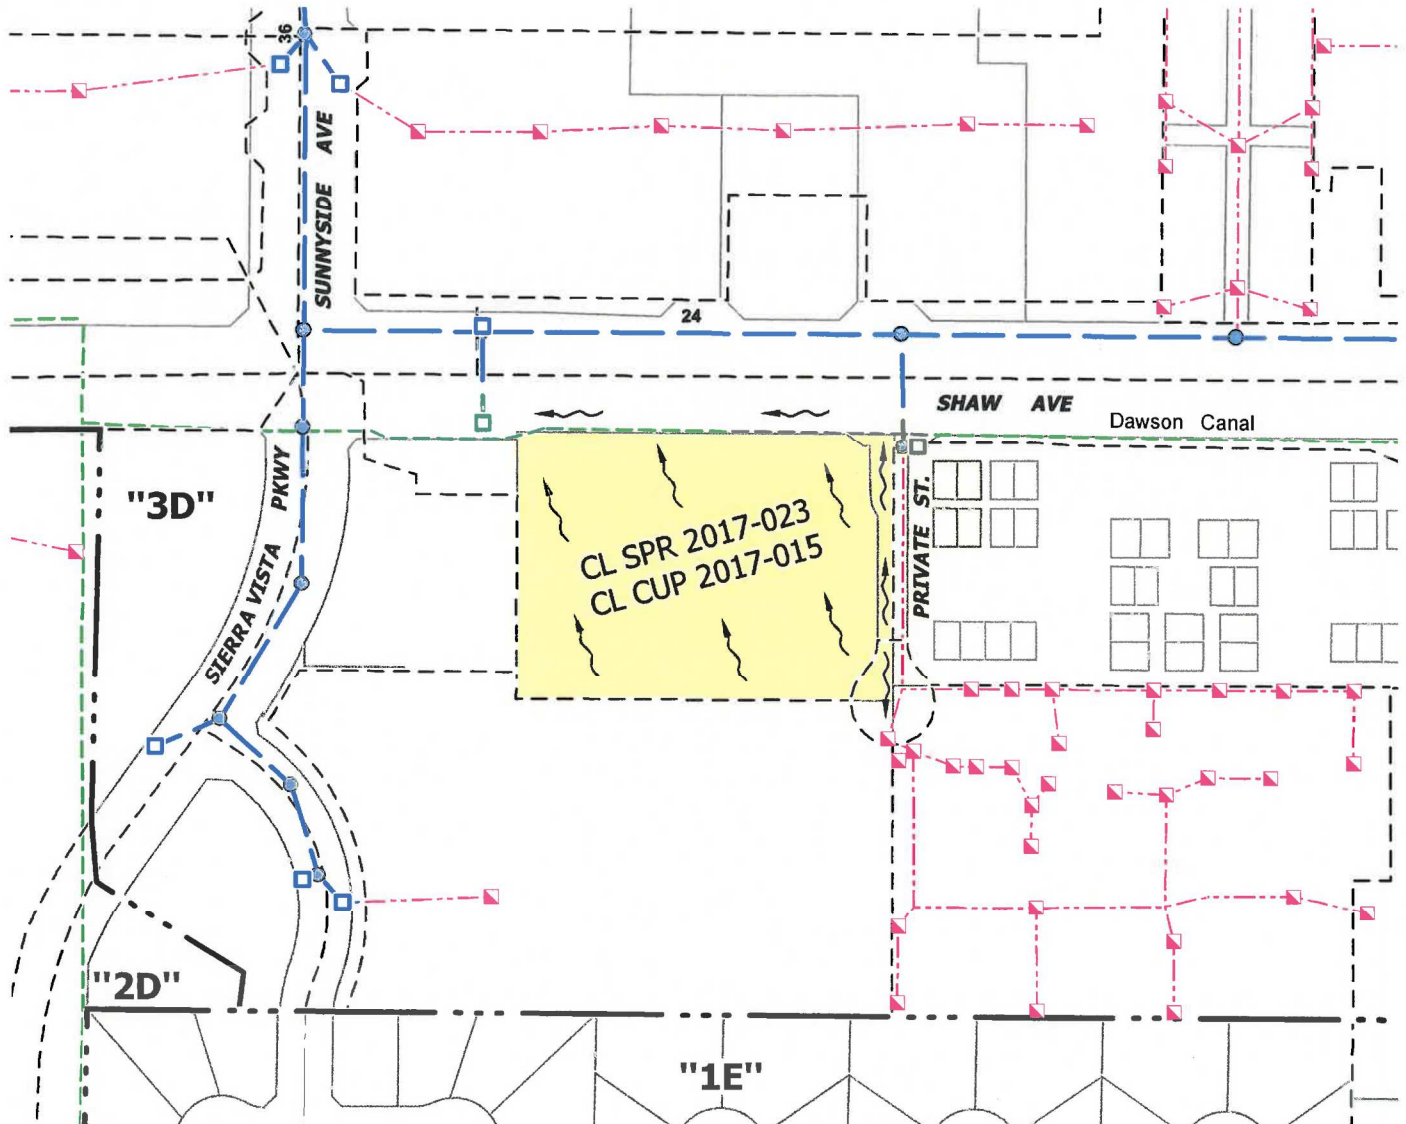 36
SUNNYSIDE AVE
24
SHAW AVE
Dawson Canal
"3D"
SIERRA VISTA PKWY
CL SPR 2017-023
CL CUP 2017-015
PRIVATE ST.
"2D"
"1E"